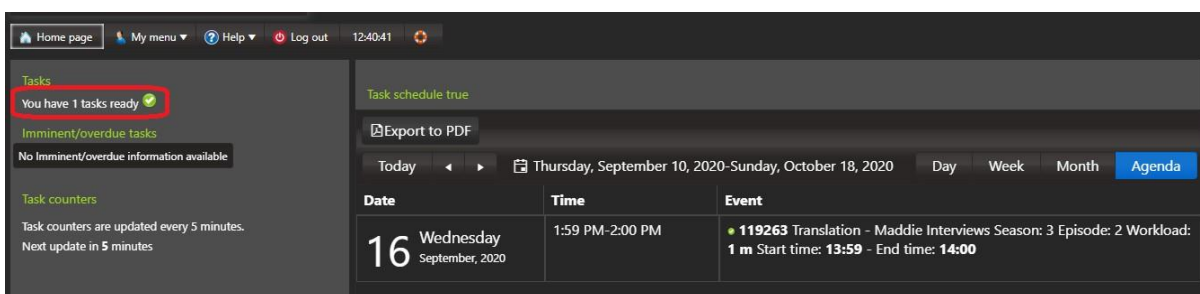 Home page My menu Help Log out 12:40:41
Tasks
You have 1 tasks ready
Imminent/overdue tasks
No Imminent/overdue information available
Task counters
Task counters are updated every 5 minutes.
Next update in 5 minutes
Task schedule true
Export to PDF
Today Thursday, September 10, 2020-Sunday, October 18, 2020 Day Week Month Agenda
Date Time Event
16 Wednesday
September, 2020
1:59 PM-2:00 PM
119263 Translation - Maddie Interviews Season: 3 Episode: 2 Workload:
1 m Start time: 13:59 - End time: 14:00